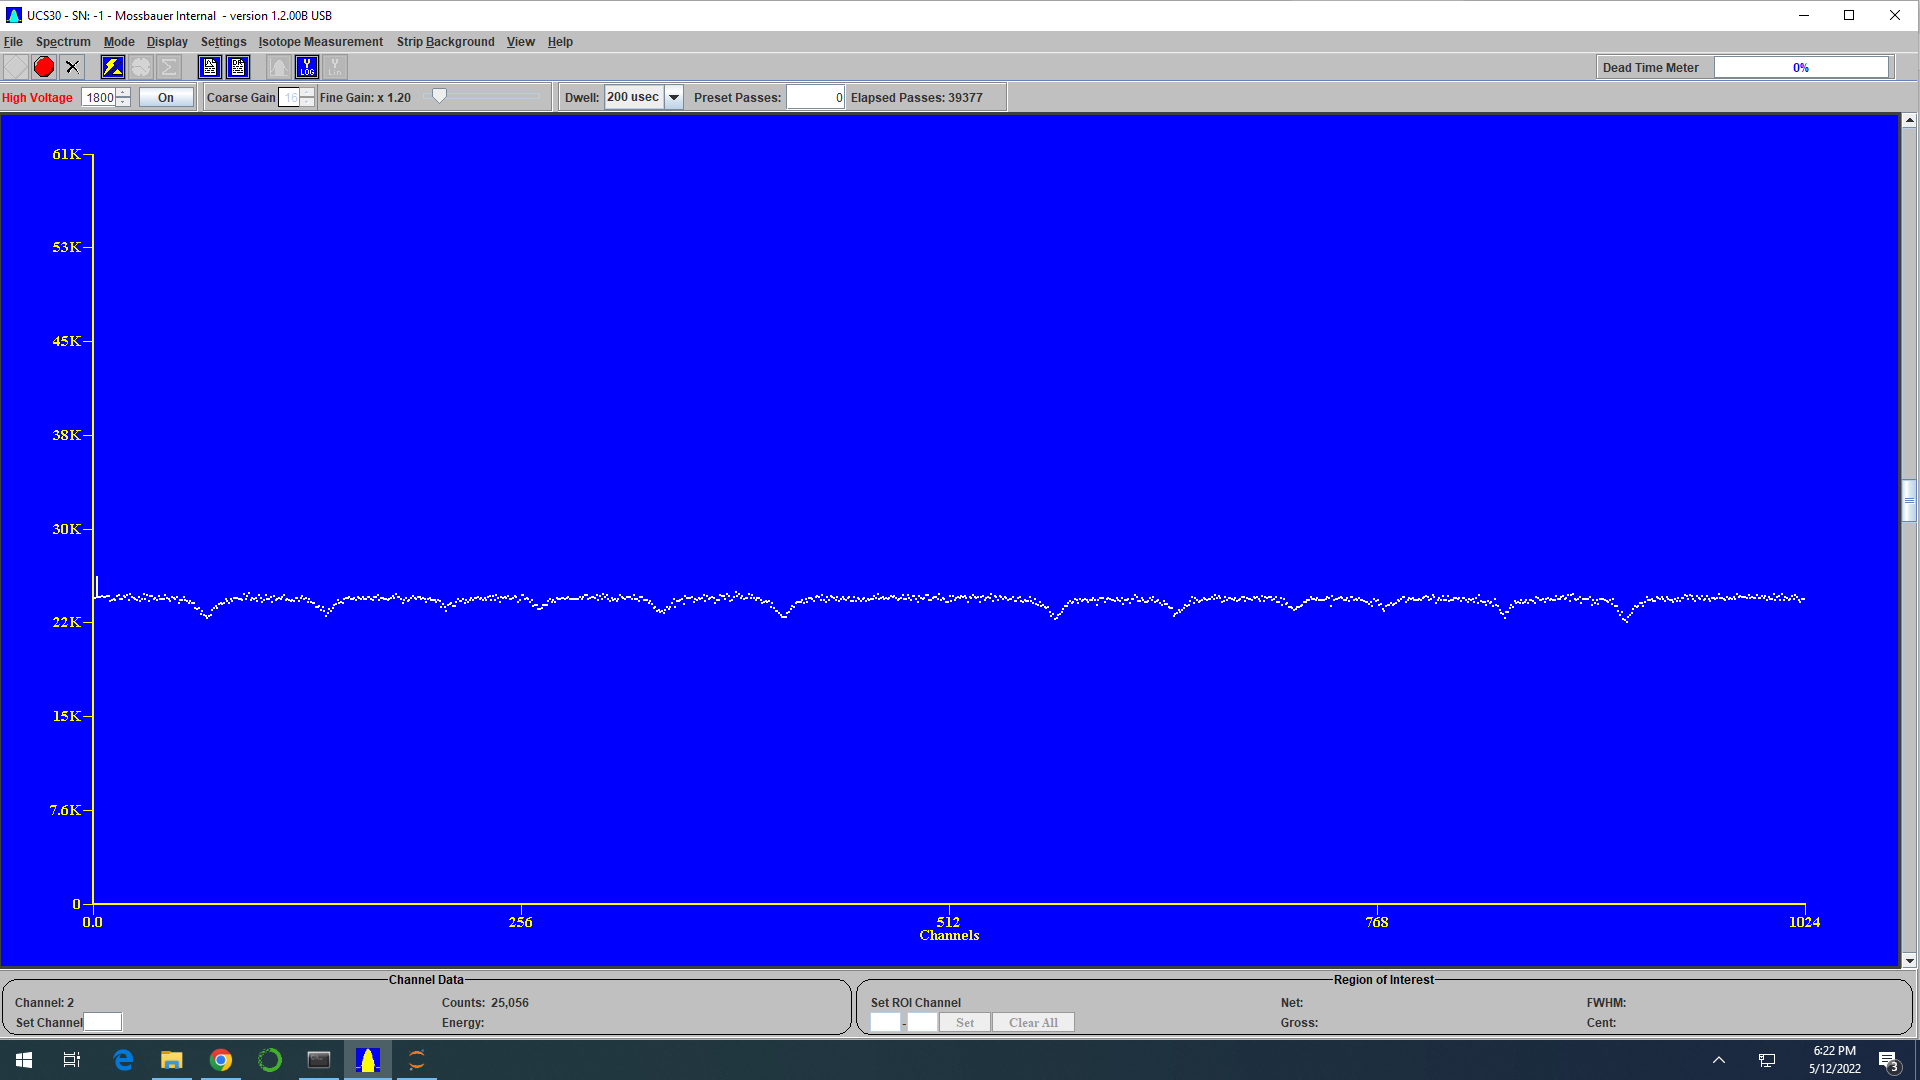 UCS30 - SN: -1 - Mossbauer Internal - version 1.2.00B USB
File Spectrum Mode Display Settings Isotope Measurement Strip Background View Help
Y LOG Y Lin
Dead Time Meter 0%
High Voltage 1800 On Coarse Gain 16 Fine Gain: x 1.20 Dwell: 200 usec Preset Passes: 0 Elapsed Passes: 39377
61K
53K
45K
38K
30K
22K
15K
7.6K
0
0.0 256 512 768 1024
Channels
Channel Data Region of Interest
Channel: 2 Counts: 25,056 Set ROI Channel Net: FWHM:
Set Channel Energy: - Set Clear All Gross: Cent:
6:22 PM
5/12/2022
3